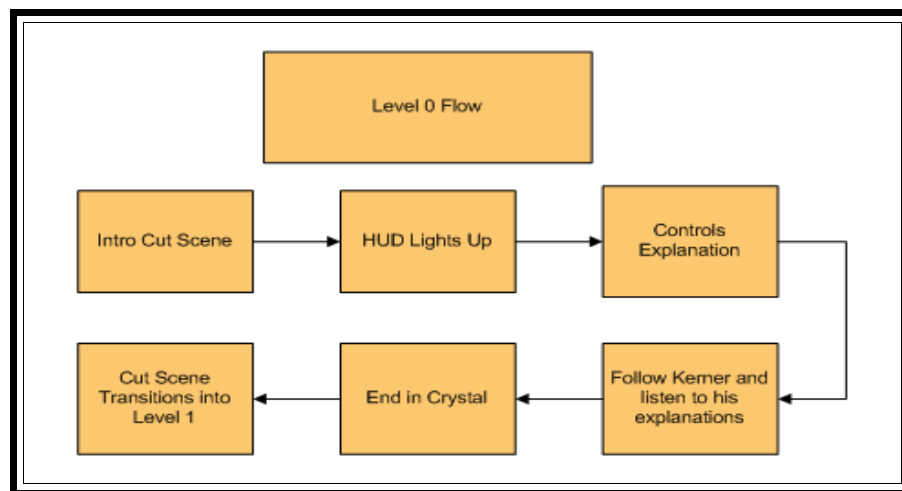 Level 0 Flow
Intro Cut Scene
HUD Lights Up
Controls
Explanation
Follow Kerner and
listen to his
explanations
End in Crystal
Cut Scene
Transitions into
Level 1